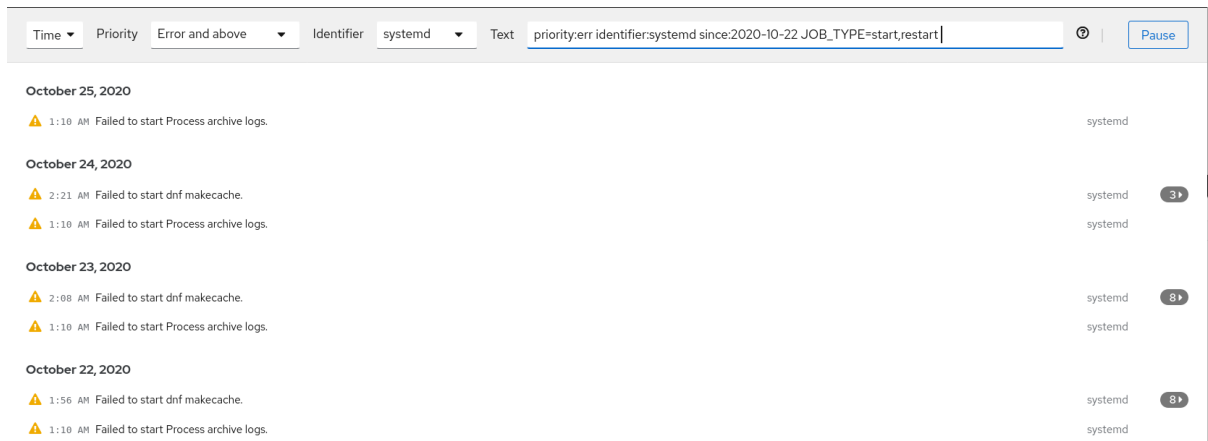 Time Priority Error and above Identifier systemd Text priority:err identifier:systemd since:2020-10-22 JOB_TYPE=start,restart Pause
October 25, 2020
1:10 AM Failed to start Process archive logs. systemd
October 24, 2020
2:21 AM Failed to start dnf makecache. systemd 3
1:10 AM Failed to start Process archive logs. systemd
October 23, 2020
2:08 AM Failed to start dnf makecache. systemd 8
1:10 AM Failed to start Process archive logs. systemd
October 22, 2020
1:56 AM Failed to start dnf makecache. systemd 8
1:10 AM Failed to start Process archive logs. systemd